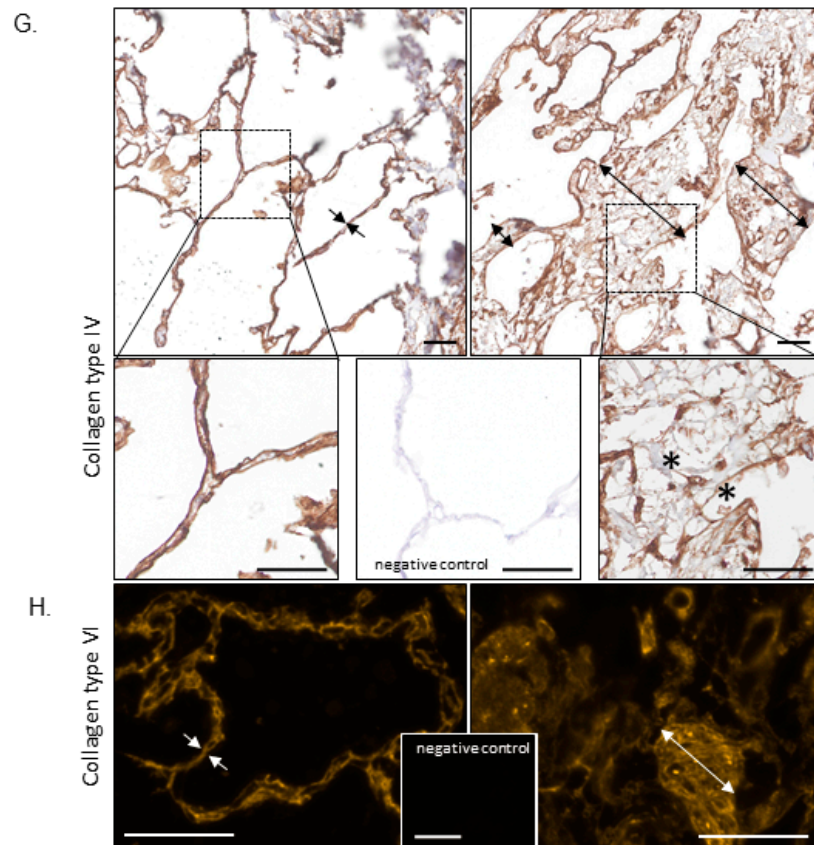 G.
Collagen type IV
*
*
negative control
H.
Collagen type VI
negative control